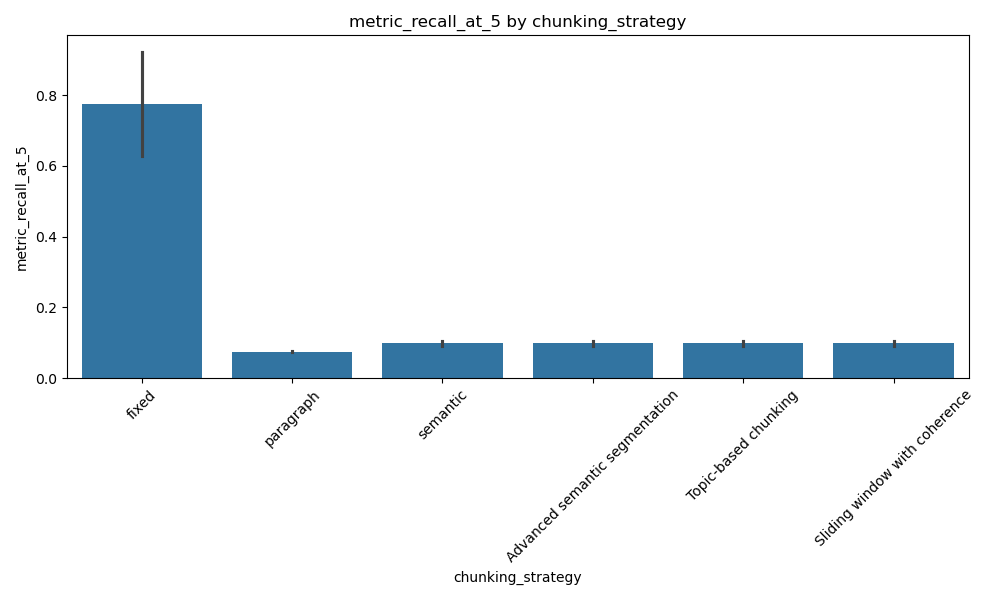 metric_recall_at_5 by chunking_strategy
metric_recall_at_5
0.8
0.6
0.4
0.2
0.0
fixed
paragraph
semantic
Advanced semantic segmentation
Topic-based chunking
Sliding window with coherence
chunking_strategy